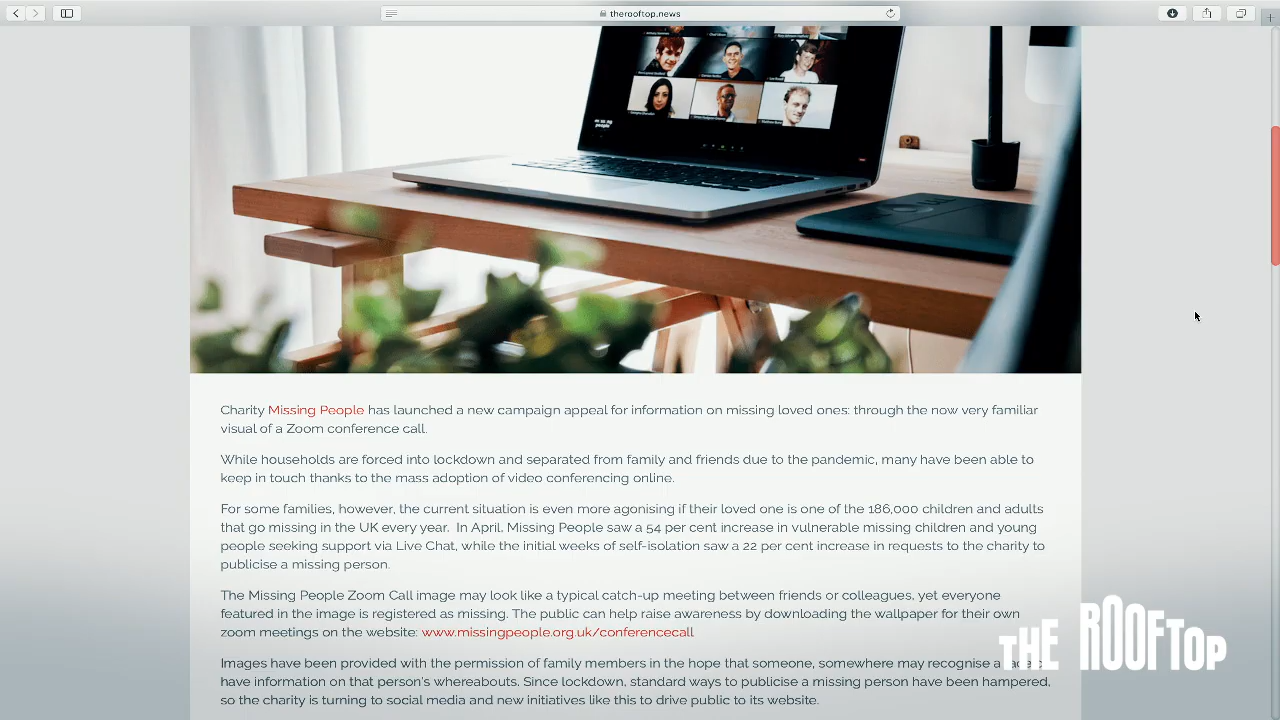 therooftop.news
missing
people
Charity Missing People has launched a new campaign appeal for information on missing loved ones: through the now very familiar
visual of a Zoom conference call.
While households are forced into lockdown and separated from family and friends due to the pandemic, many have been able to
keep in touch thanks to the mass adoption of video conferencing online.
For some families, however, the current situation is even more agonising if their loved one is one of the 186,000 children and adults
that go missing in the UK every year. In April, Missing People saw a 54 per cent increase in vulnerable missing children and young
people seeking support via Live Chat, while the initial weeks of self-isolation saw a 22 per cent increase in requests to the charity to
publicise a missing person.
The Missing People Zoom Call image may look like a typical catch-up meeting between friends or colleagues, yet everyone
featured in the image is registered as missing. The public can help raise awareness by downloading the wallpaper for their own
zoom meetings on the website: www.missingpeople.org.uk/conferencecall
Images have been provided with the permission of family members in the hope that someone, somewhere may recognise a face or
have information on that person's whereabouts. Since lockdown, standard ways to publicise a missing person have been hampered,
so the charity is turning to social media and new initiatives like this to drive public to its website.
THE ROOFTOP